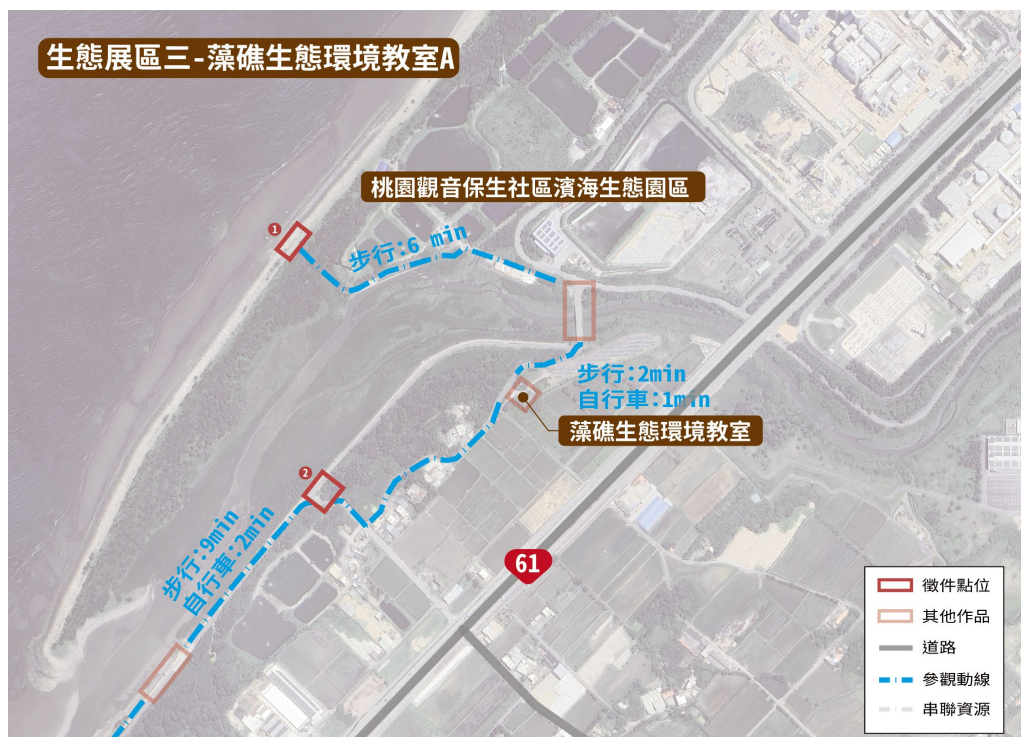 生態展區三-藻礁生態環境教室A
桃園觀音保生社區濱海生態園區
1
步行:6 min
步行:2min
自行車:1min
藻礁生態環境教室
2
步行:9min
自行車:2min
61
徵件點位
其他作品
道路
參觀動線
串聯資源